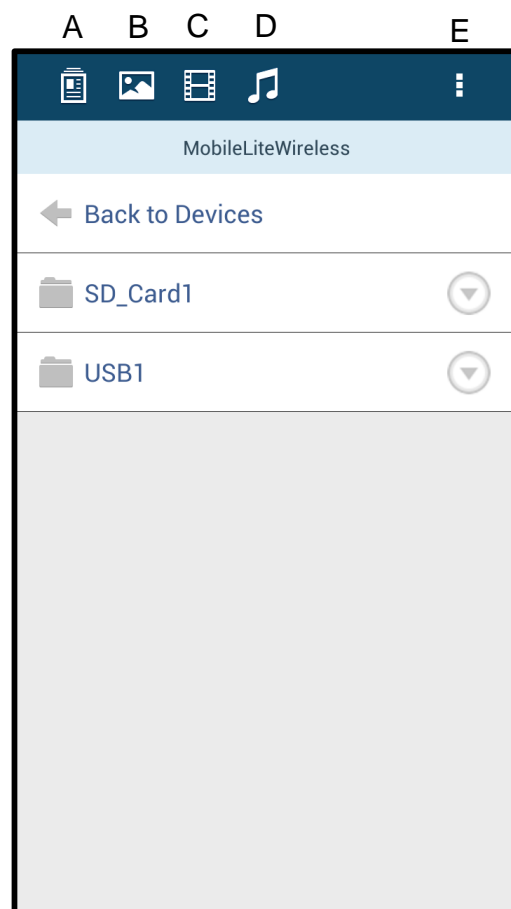 A B C D E
MobileLiteWireless
Back to Devices
SD_Card1
USB1